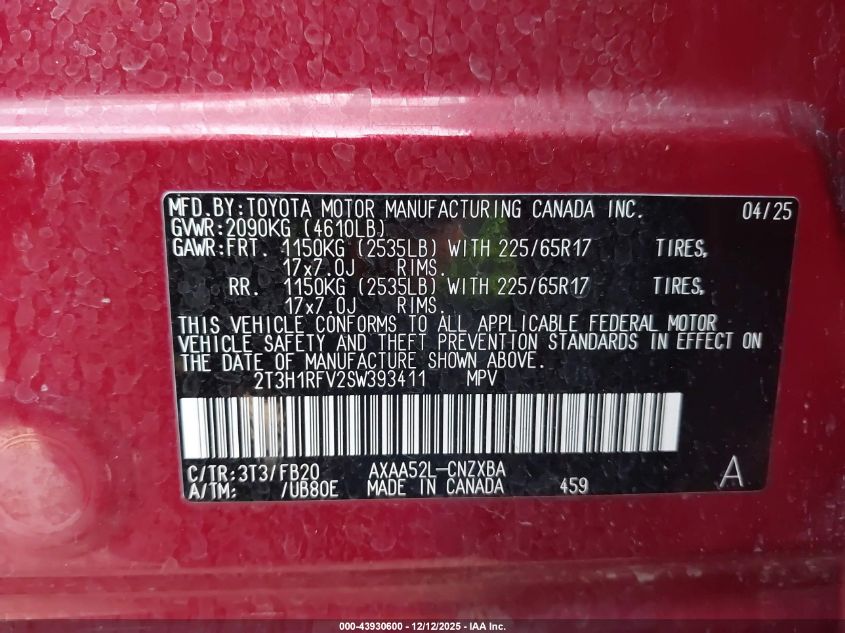 MFD.BY:TOYOTA MOTOR MANUFACTURING CANADA INC. 04/25
GVWR:2090KG (4610LB)
GAWR:FRT. 1150KG (2535LB) WITH 225/65R17 TIRES,
17x7.0J RIMS.
RR. 1150KG (2535LB) WITH 225/65R17 TIRES,
17x7.0J RIMS.
THIS VEHICLE CONFORMS TO ALL APPLICABLE FEDERAL MOTOR
VEHICLE SAFETY AND THEFT PREVENTION STANDARDS IN EFFECT ON
THE DATE OF MANUFACTURE SHOWN ABOVE.
2T3H1RFV2SW393411 MPV
C/TR:3T3/FB20 AXAA52L-CNZXBA A
A/TM: /UB80E MADE IN CANADA 459
000-43930600 - 12/12/2025 - IAA Inc.